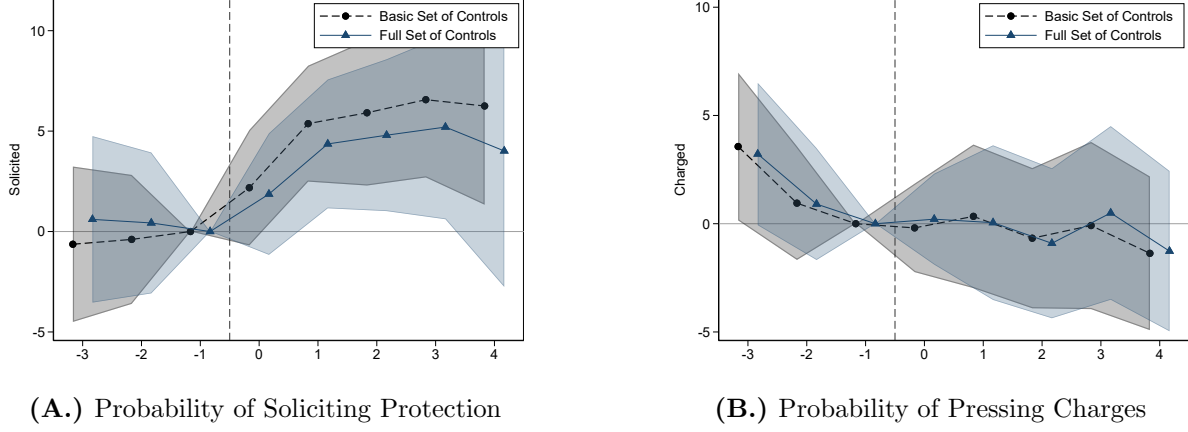 10
5
0
-5
Solicited
Basic Set of Controls
Full Set of Controls
-3 -2 -1 0 1 2 3 4
(A.) Probability of Soliciting Protection
10
5
0
-5
Charged
Basic Set of Controls
Full Set of Controls
-3 -2 -1 0 1 2 3 4
(B.) Probability of Pressing Charges